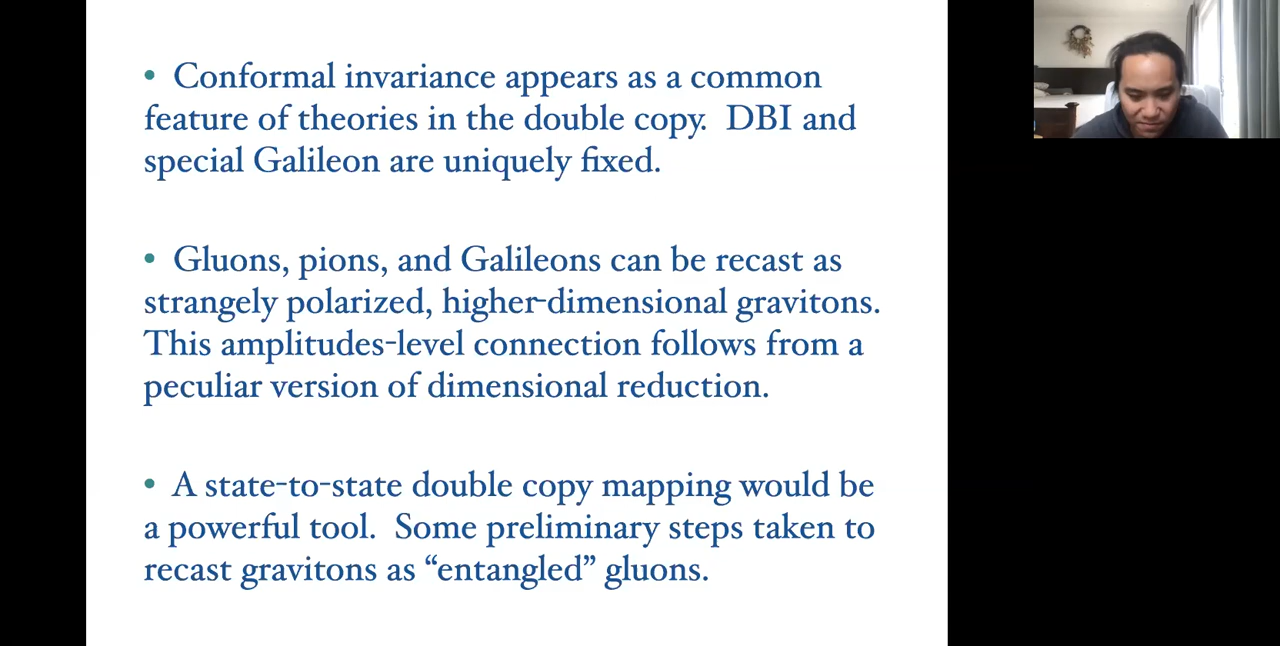 • Conformal invariance appears as a common
feature of theories in the double copy. DBI and
special Galileon are uniquely fixed.
• Gluons, pions, and Galileons can be recast as
strangely polarized, higher-dimensional gravitons.
This amplitudes-level connection follows from a
peculiar version of dimensional reduction.
• A state-to-state double copy mapping would be
a powerful tool. Some preliminary steps taken to
recast gravitons as “entangled” gluons.